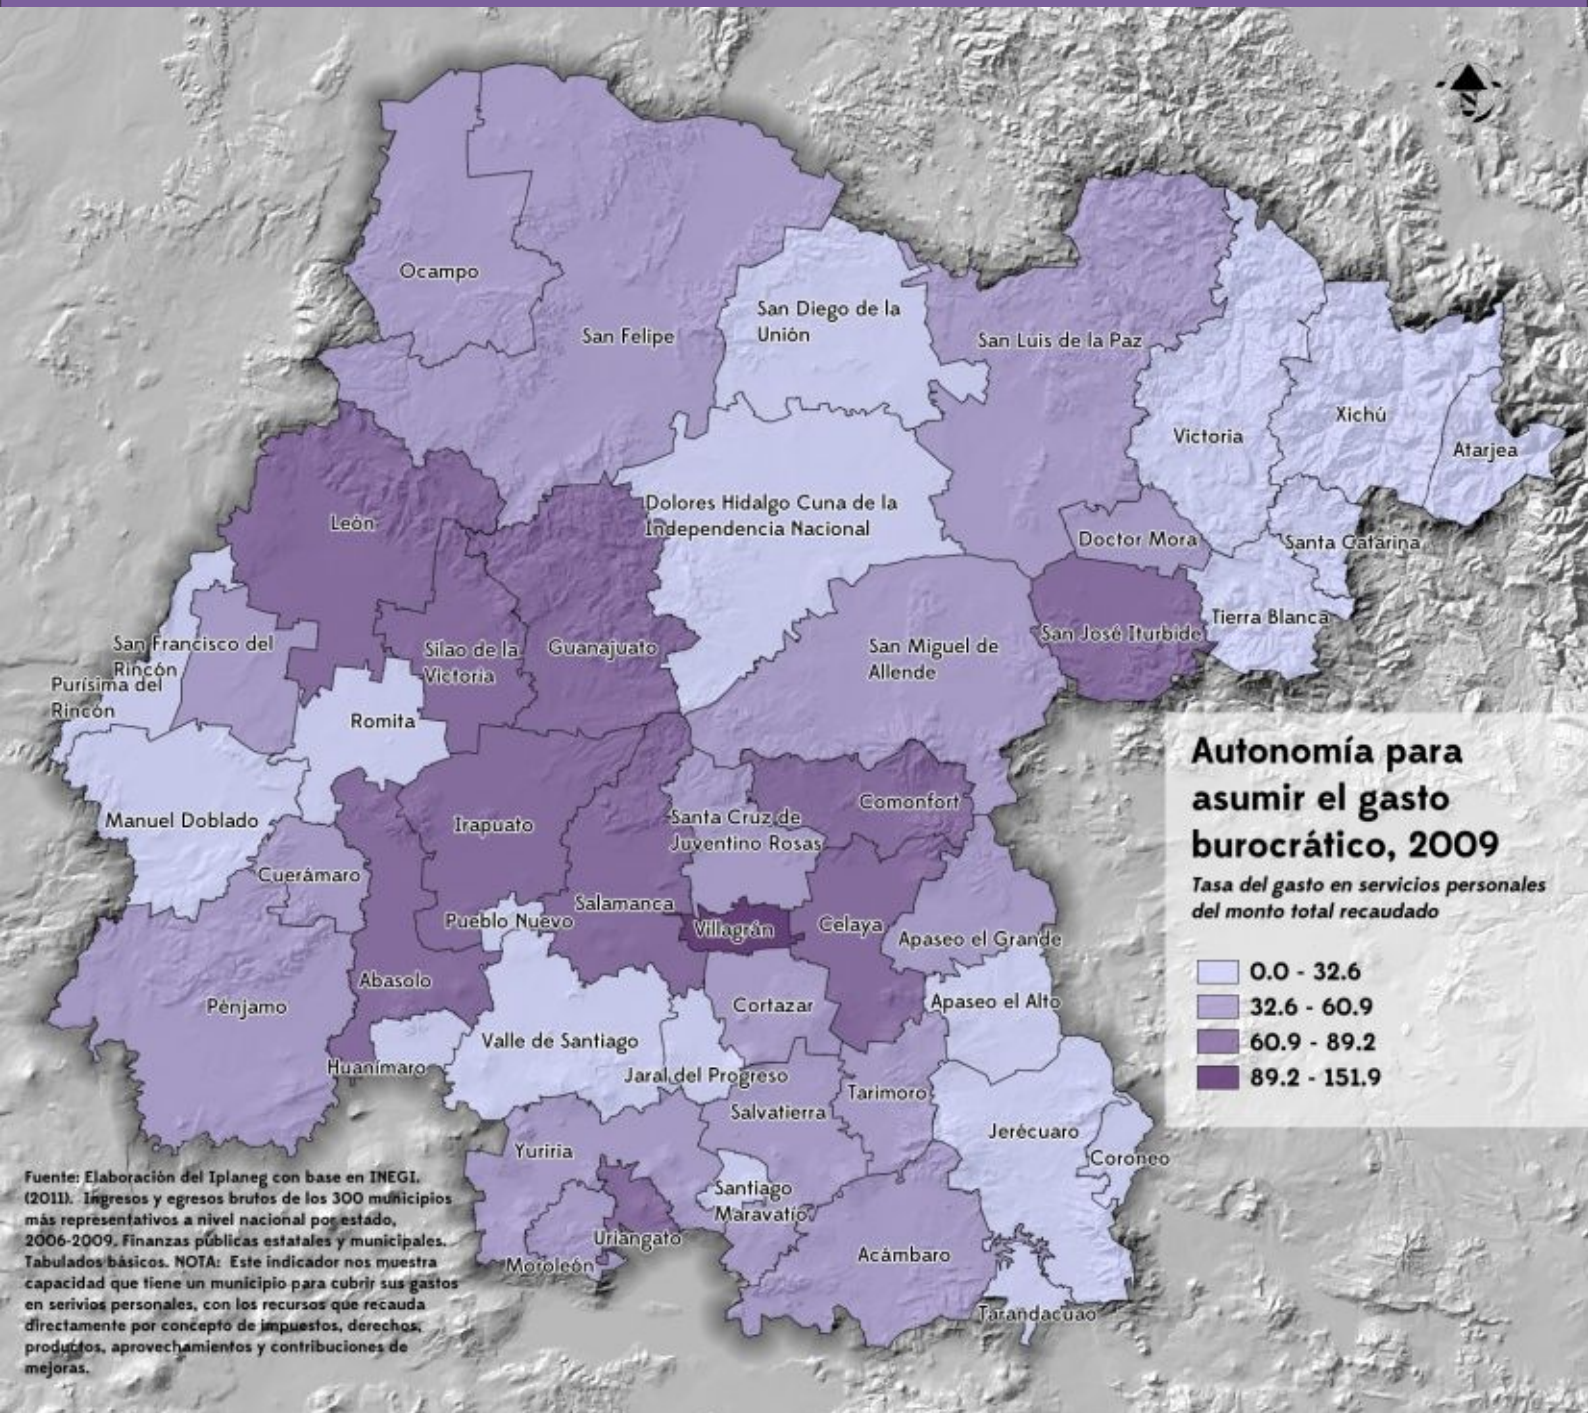 Ocampo
San Felipe
San Diego de la
Unión
San Luis de la Paz
Victoria
Xichú
Atarjea
León
Dolores Hidalgo Cuna de la
Independencia Nacional
Doctor Mora
Santa Catarina
Tierra Blanca
San José Iturbide
San Francisco del
Rincón
Purísima del
Rincón
Silao de la
Victoria
Guanajuato
San Miguel de
Allende
Romita
Manuel Doblado
Irapuato
Comonfort
Santa Cruz de
Juventino Rosas
Cuerámaro
Salamanca
Pueblo Nuevo
Villagrán
Celaya
Apaseo el Grande
Abasolo
Pénjamo
Cortazar
Apaseo el Alto
Valle de Santiago
Huanímaro
Jaral del Progreso
Tarimoro
Salvatierra
Jerécuaro
Yuriria
Coroneo
Santiago
Maravatío
Uriangato
Moroleón
Acámbaro
Tarandacuao
Autonomía para
asumir el gasto
burocrático, 2009
Tasa del gasto en servicios personales
del monto total recaudado
0.0 - 32.6
32.6 - 60.9
60.9 - 89.2
89.2 - 151.9
Fuente: Elaboración del Iplaneg con base en INEGI.
(2011). Ingresos y egresos brutos de los 300 municipios
más representativos a nivel nacional por estado,
2006-2009. Finanzas públicas estatales y municipales.
Tabulados básicos. NOTA: Este indicador nos muestra
capacidad que tiene un municipio para cubrir sus gastos
en serivios personales, con los recursos que recauda
directamente por concepto de impuestos, derechos,
productos, aprovechamientos y contribuciones de
mejoras.